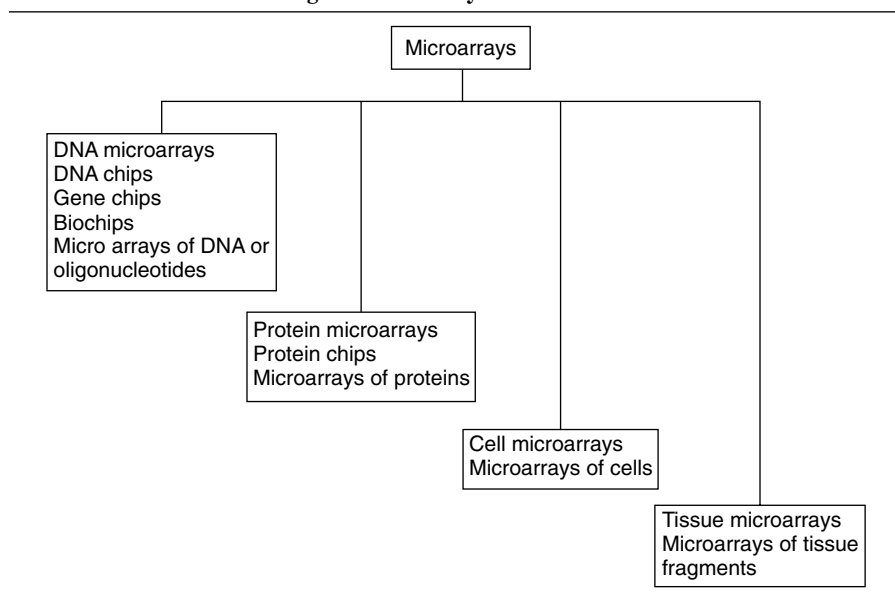 Microarrays
DNA microarrays
DNA chips
Gene chips
Biochips
Micro arrays of DNA or
oligonucleotides
Protein microarrays
Protein chips
Microarrays of proteins
Cell microarrays
Microarrays of cells
Tissue microarrays
Microarrays of tissue
fragments